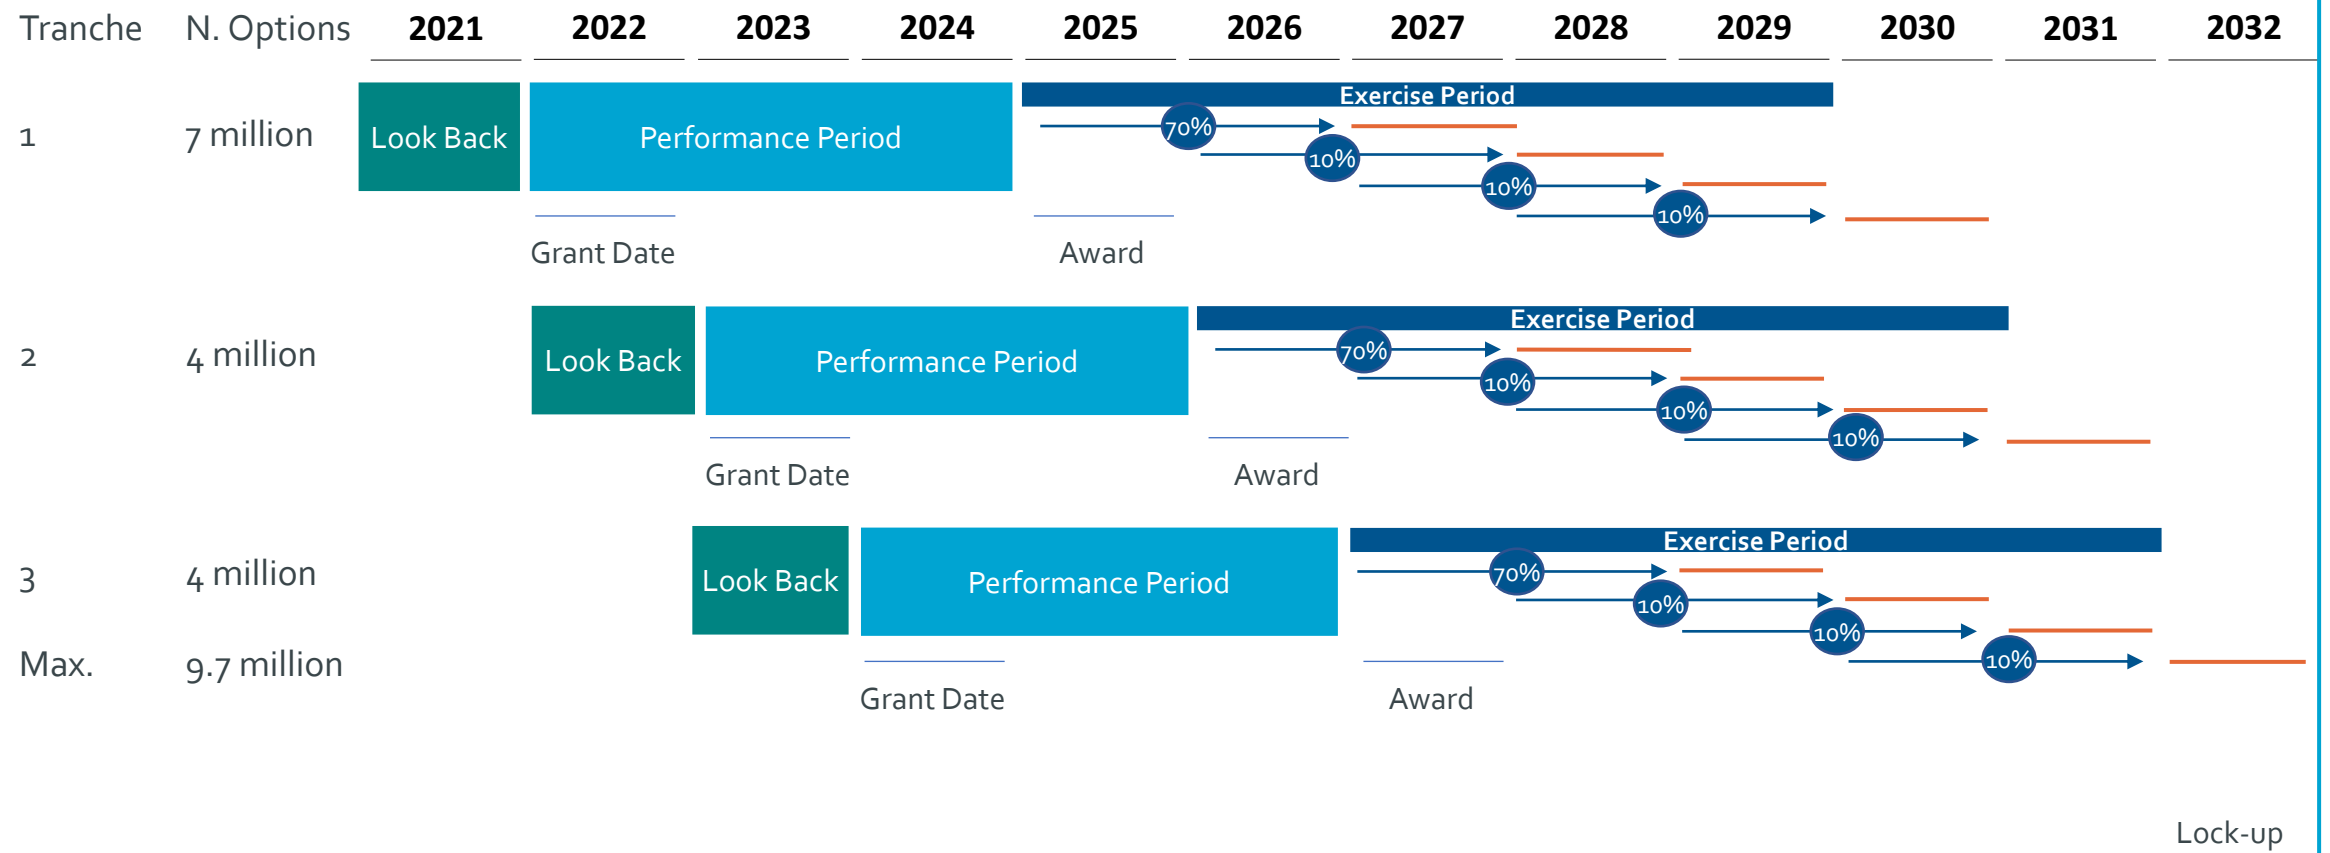 Tranche N. Options 2021 2022 2023 2024 2025 2026 2027 2028 2029 2030 2031 2032
Exercise Period
1 7 million Look Back Performance Period 70%
10%
10%
10%
Grant Date Award
Exercise Period
2 4 million Look Back Performance Period 70%
10%
10%
10%
Grant Date Award
Exercise Period
3 4 million Look Back Performance Period 70%
10%
10%
Max. 9.7 million 10%
Grant Date Award
Lock-up